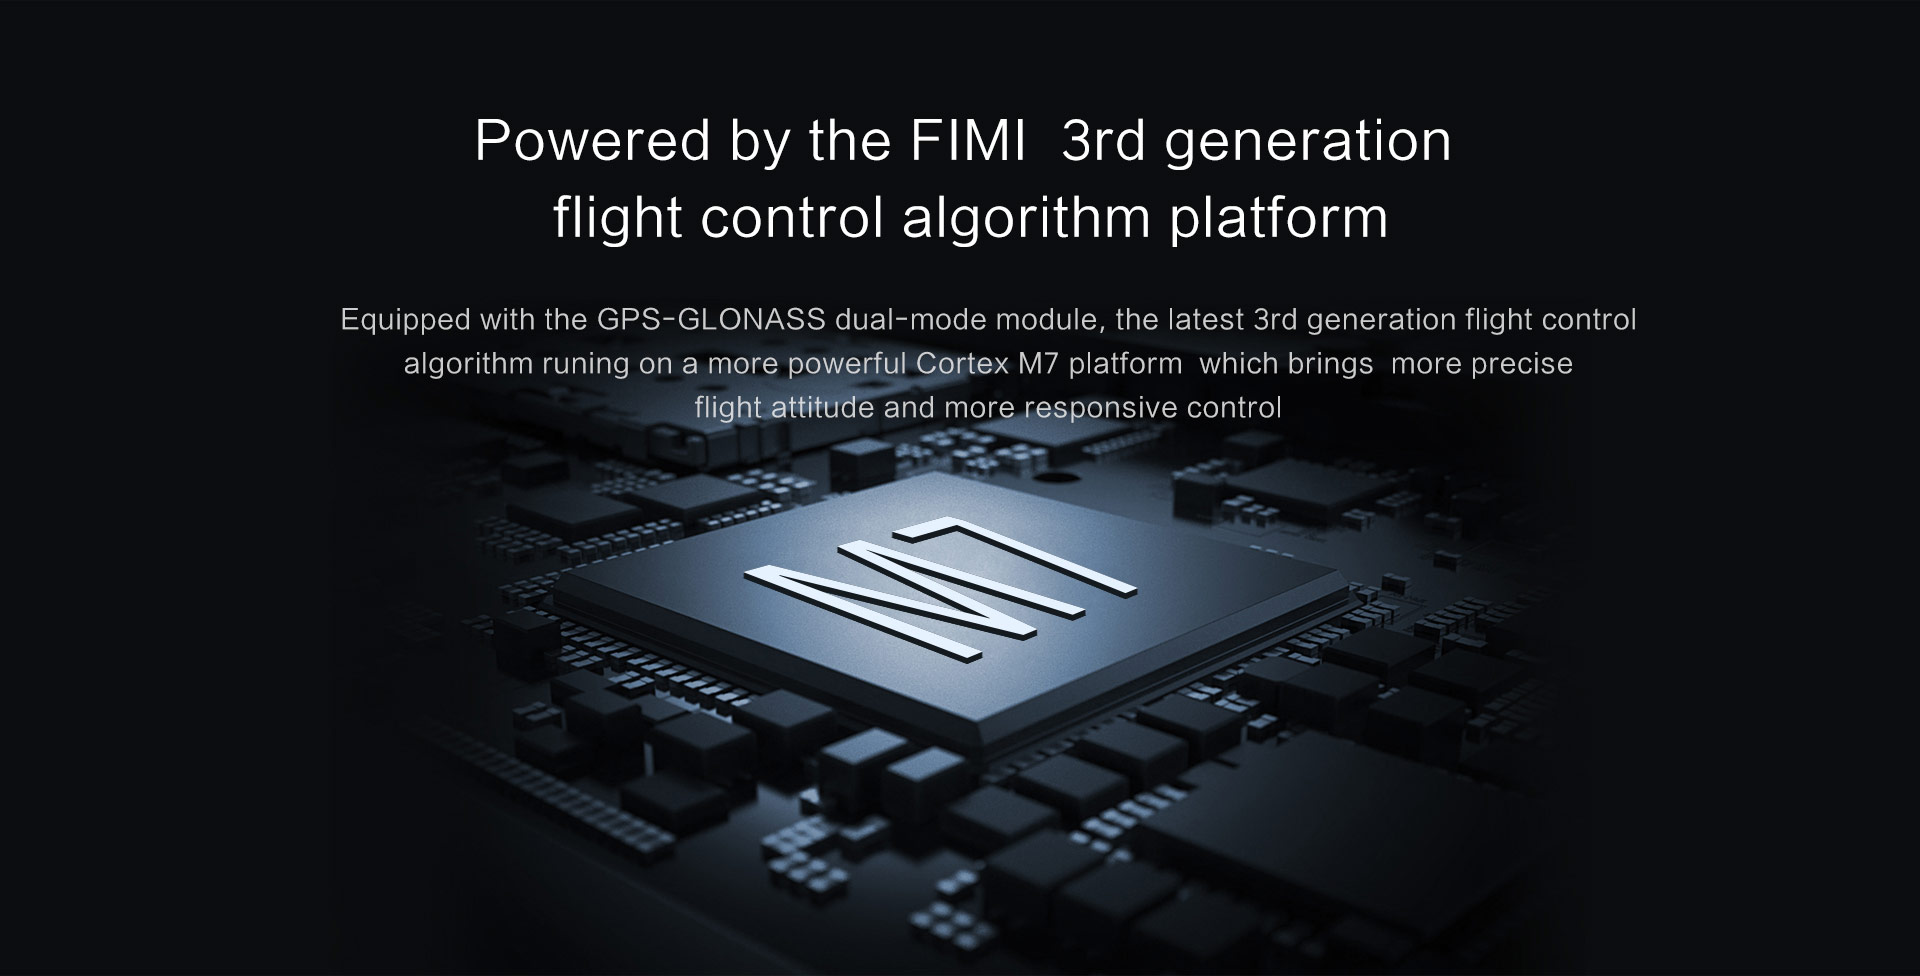 Powered by the FIMI  3rd generation
flight control algorithm platform
Equipped with the GPS-GLONASS dual-mode module, the latest 3rd generation flight control
algorithm runing on a more powerful Cortex M7 platform  which brings  more precise
flight attitude and more responsive control
M7